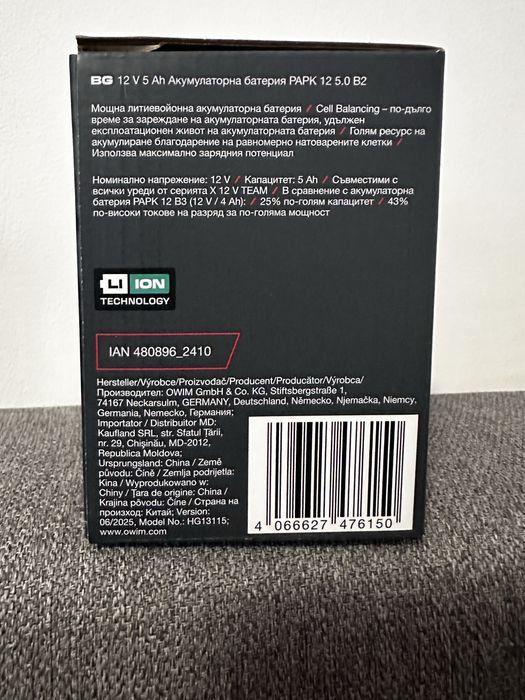 BG 12 V 5 Ah Акумулаторна батерия PAPK 12 5.0 B2
Мощна литиевойонна акумулаторна батерия / Cell Balancing – по-дълго
време за зареждане на акумулаторната батерия, удължен
експлоатационен живот на акумулаторната батерия / Голям ресурс на
акумулиране благодарение на равномерно натоварените клетки /
Използва максимално зарядния потенциал
Номинално напрежение: 12 V / Капацитет: 5 Ah / Съвместими с
всички уреди от серията X 12 V TEAM / В сравнение с акумулаторна
батерия PAPK 12 B3 (12 V / 4 Ah): / 25% по-голям капацитет / 43%
по-високи токове на разряд за по-голяма мощност
LI ION
TECHNOLOGY
IAN 480896_2410
Hersteller/Výrobce/Proizvođač/Producent/Producător/Výrobca/
Производител: OWIM GmbH & Co. KG, Stiftsbergstraße 1,
74167 Neckarsulm, GERMANY, Deutschland, Německo, Njemačka, Niemcy,
Germania, Nemecko, Германия;
Importator / Distribuitor MD:
Kaufland SRL, str. Sfatul Țării,
nr. 29, Chișinău, MD-2012,
Republica Moldova;
Ursprungsland: China / Země
původu: Čína / Zemlja podrijetla:
Kina / Wyprodukowano w:
Chiny / Țara de origine: China /
Krajina pôvodu: Čína / Страна на
произход: Китай; Version:
06/2025, Model No.: HG13115;
www.owim.com
4 066627 476150